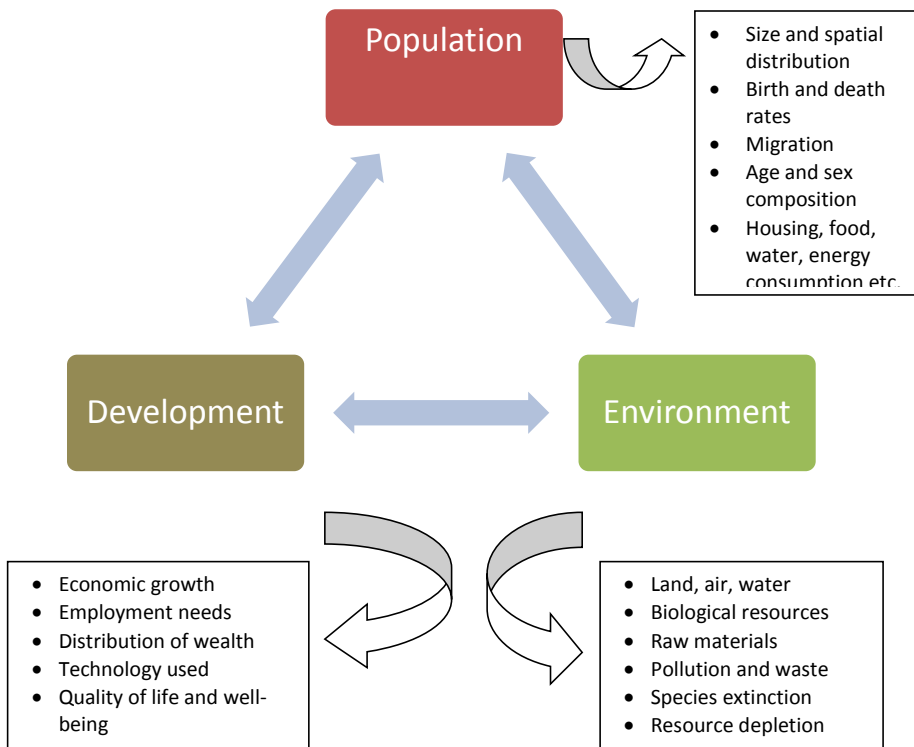 Population
• Size and spatial
distribution
• Birth and death
rates
• Migration
• Age and sex
composition
• Housing, food,
water, energy
consumption etc.
Development
Environment
• Economic growth
• Employment needs
• Distribution of wealth
• Technology used
• Quality of life and well-
being
• Land, air, water
• Biological resources
• Raw materials
• Pollution and waste
• Species extinction
• Resource depletion